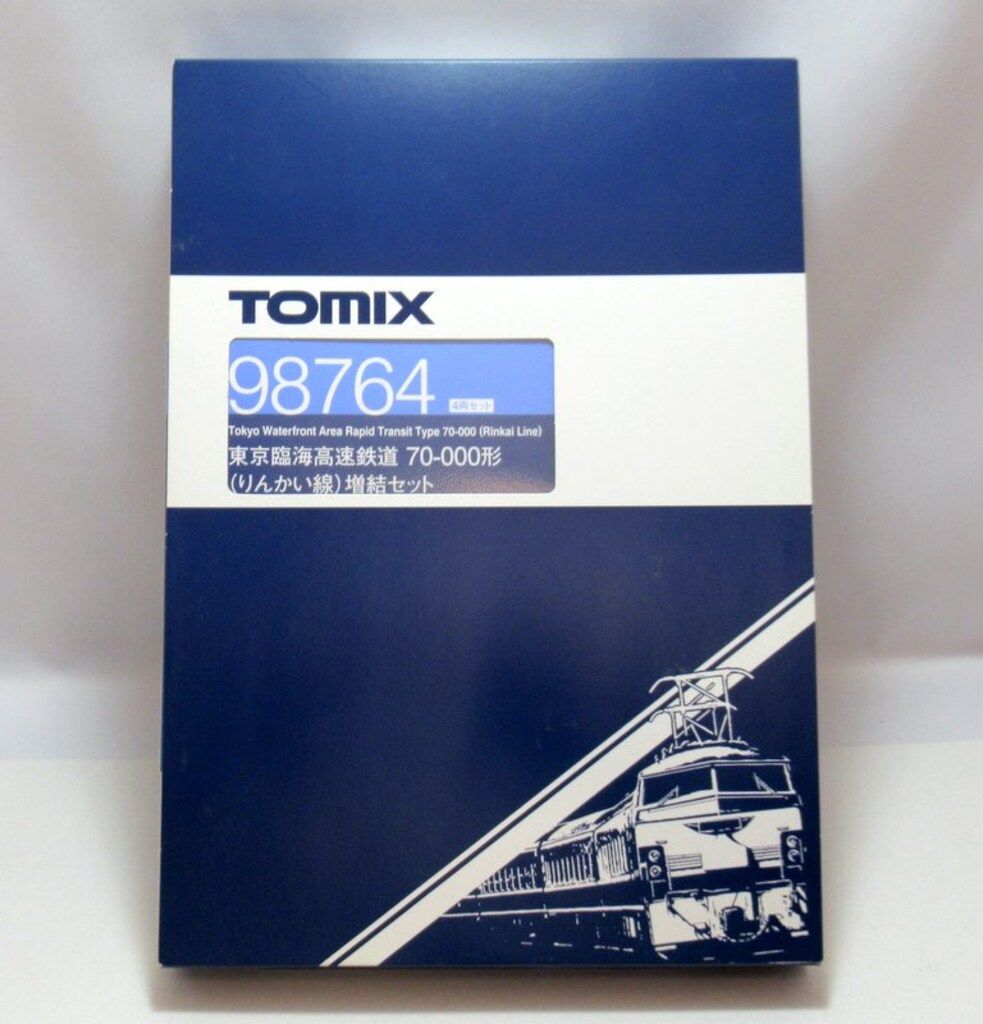 TOMIX
98764 4両セット
Tokyo Waterfront Area Rapid Transit Type 70-000 (Rinkai Line)
東京臨海高速鉄道 70-000形
(りんかい線)増結セット